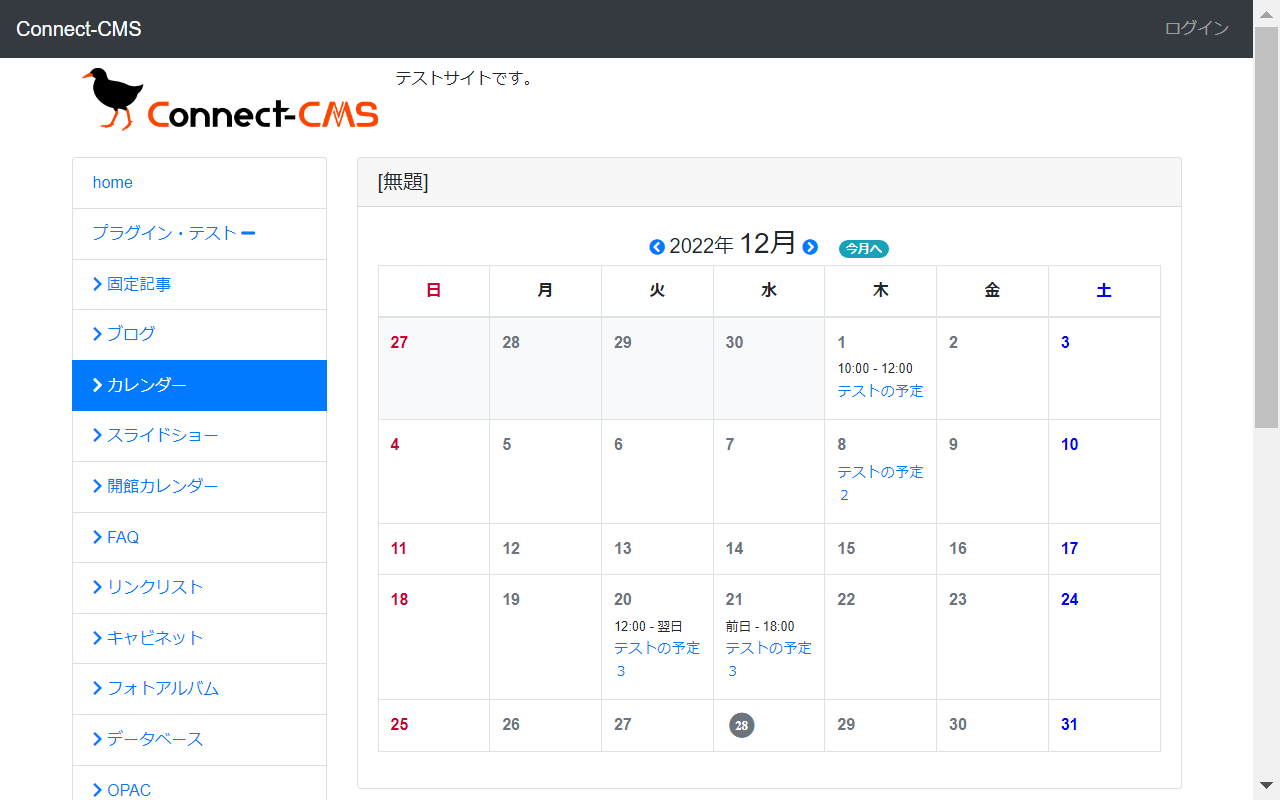 Connect-CMS
ログイン
Connect-CMS
テストサイトです。
home
プラグイン・テスト
固定記事
ブログ
カレンダー
スライドショー
開館カレンダー
FAQ
リンクリスト
キャビネット
フォトアルバム
データベース
OPAC
[無題]
2022年 12月 今月へ
日 月 火 水 木 金 土
27 28 29 30 1 2 3
10:00 - 12:00
テストの予定
4 5 6 7 8 9 10
テストの予定
2
11 12 13 14 15 16 17
18 19 20 21 22 23 24
12:00 - 翌日 前日 - 18:00
テストの予定 テストの予定
3 3
25 26 27 28 29 30 31